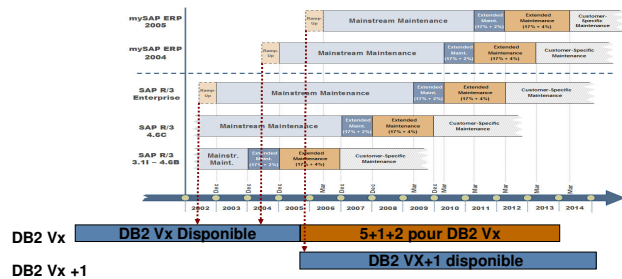 mySAP ERP
2005
Ramp-
Up
Mainstream Maintenance
Extended
Maint.
(17% + 2%)
Extended
Maintenance
(17% + 4%)
Customer-Specific
Maintenance
mySAP ERP
2004
Ramp-
Up
Mainstream Maintenance
Extended
Maint.
(17% + 2%)
Extended
Maintenance
(17% + 4%)
Customer-Specific
Maintenance
SAP R/3
Enterprise
Ramp-
Up
Mainstream Maintenance
Extended
Maint.
(17% + 2%)
Extended
Maintenance
(17% + 4%)
Customer-Specific
Maintenance
SAP R/3
4.6C
Mainstream Maintenance
Extended
Maint.
(17% + 2%)
Extended
Maintenance
(17% + 4%)
Customer-Specific
Maintenance
SAP R/3
3.1I – 4.6B
Mainstr.
Maint.
Extended
Maint.
(17% + 2%)
Extended
Maintenance
(17% + 4%)
Customer-Specific
Maintenance
Dec Dec Dec Dec Mar Dec Mar Dec Mar Mar Mar Mar
2002 2003 2004 2005 2006 2007 2008 2009 2010 2011 2012 2013 2014
DB2 Vx
DB2 Vx Disponible
5+1+2 pour DB2 Vx
DB2 VX+1 disponible
DB2 Vx +1